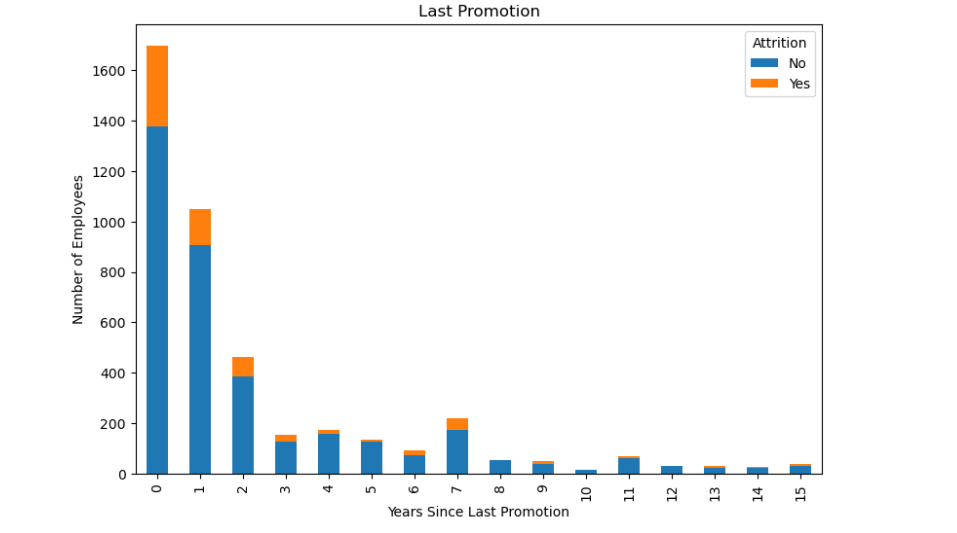 Last Promotion
Attrition
No
Yes
Number of Employees
1600
1400
1200
1000
800
600
400
200
0
0 1 2 3 4 5 6 7 8 9 10 11 12 13 14 15
Years Since Last Promotion